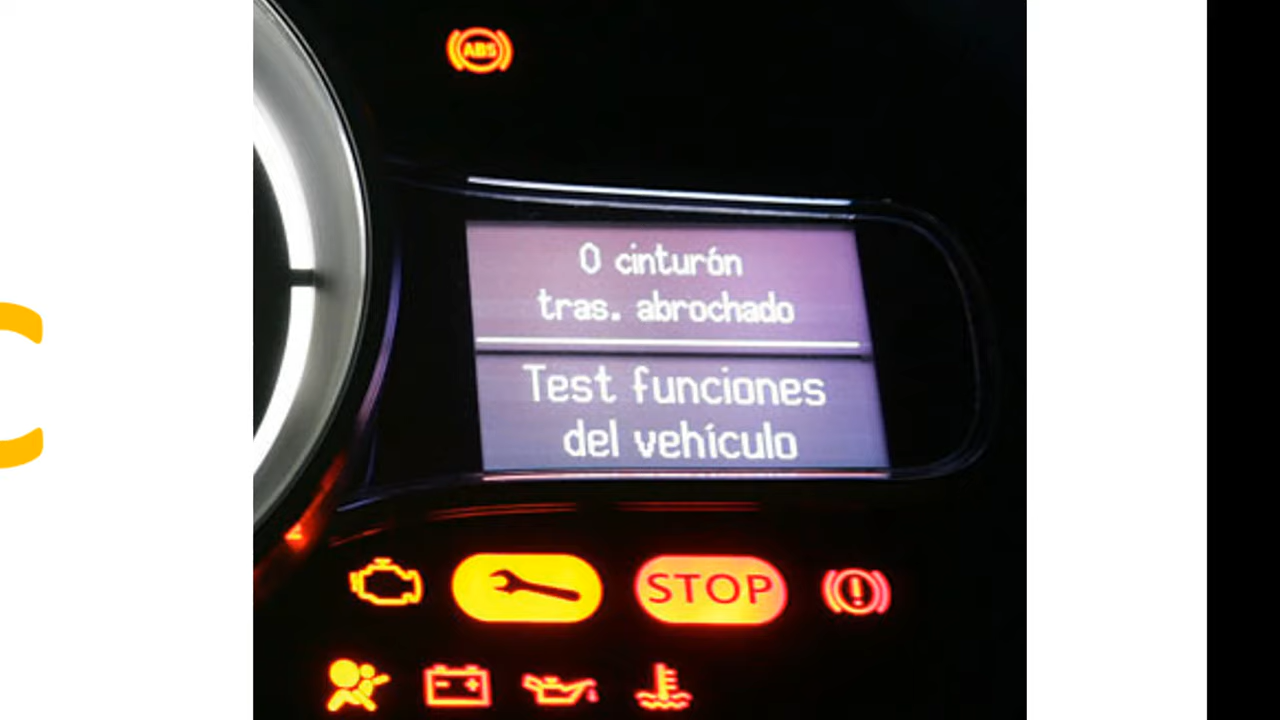 ABS
0 cinturón
tras. abrochado
Test funciones
del vehículo
STOP